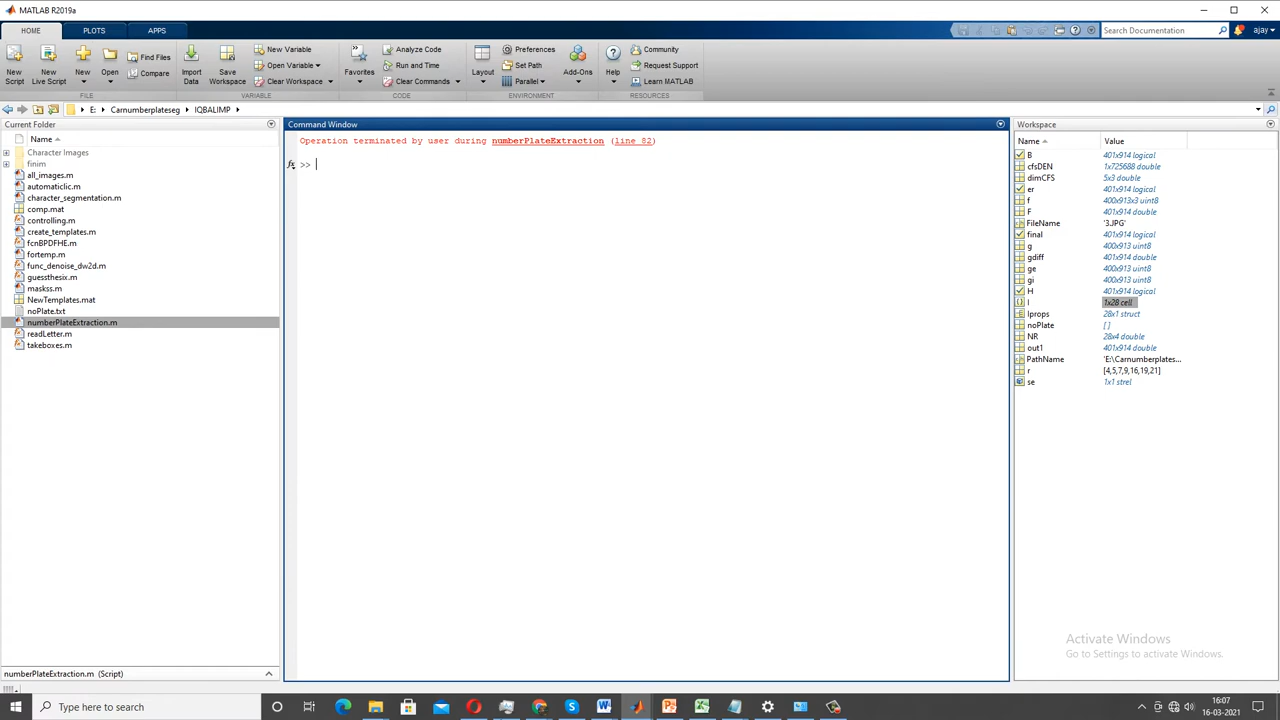 MATLAB R2019a
HOME PLOTS APPS
Search Documentation ajay
New Script
New Live Script
New
Open
Find Files
Compare
Import Data
Save Workspace
New Variable
Open Variable
Clear Workspace
Favorites
Analyze Code
Run and Time
Clear Commands
Layout
Preferences
Set Path
Parallel
Add-Ons
Help
Community
Request Support
Learn MATLAB
FILE VARIABLE CODE ENVIRONMENT RESOURCES
E: Carnumberplateseg IQBALIMP
Current Folder
Name
Character Images
finim
all_images.m
automaticlic.m
character_segmentation.m
comp.mat
controlling.m
create_templates.m
fcnBPDFHE.m
fortemp.m
func_denoise_dw2d.m
guessthesix.m
maskss.m
NewTemplates.mat
noPlate.txt
numberPlateExtraction.m
readLetter.m
takeboxes.m
numberPlateExtraction.m (Script)
Command Window
Operation terminated by user during numberPlateExtraction (line 82)
fx >>
Workspace
Name Value
B 401x914 logical
cfsDEN 1x725688 double
dimCFS 5x3 double
er 401x914 logical
f 400x913x3 uint8
F 401x914 double
FileName '3.JPG'
final 401x914 logical
g 400x913 uint8
gdiff 401x914 double
ge 400x913 uint8
gi 400x913 uint8
H 401x914 logical
I 1x28 cell
Iprops 28x1 struct
noPlate []
NR 28x4 double
out1 401x914 double
PathName 'E:\Carnumberplates...
r [4,5,7,9,16,19,21]
se 1x1 strel
Activate Windows
Go to Settings to activate Windows.
Type here to search
16:07
16-03-2021